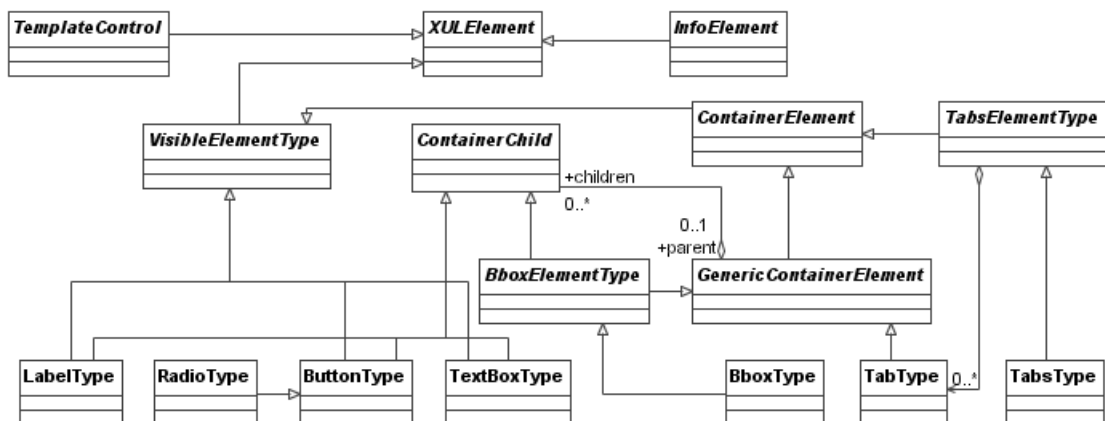 TemplateControl
XULElement
InfoElement
VisibleElementType
ContainerChild
ContainerElement
TabsElementType
+children
0..*
0..1
+parent
BboxElementType
GenericContainerElement
LabelType
RadioType
ButtonType
TextBoxType
BboxType
TabType
0..*
TabsType